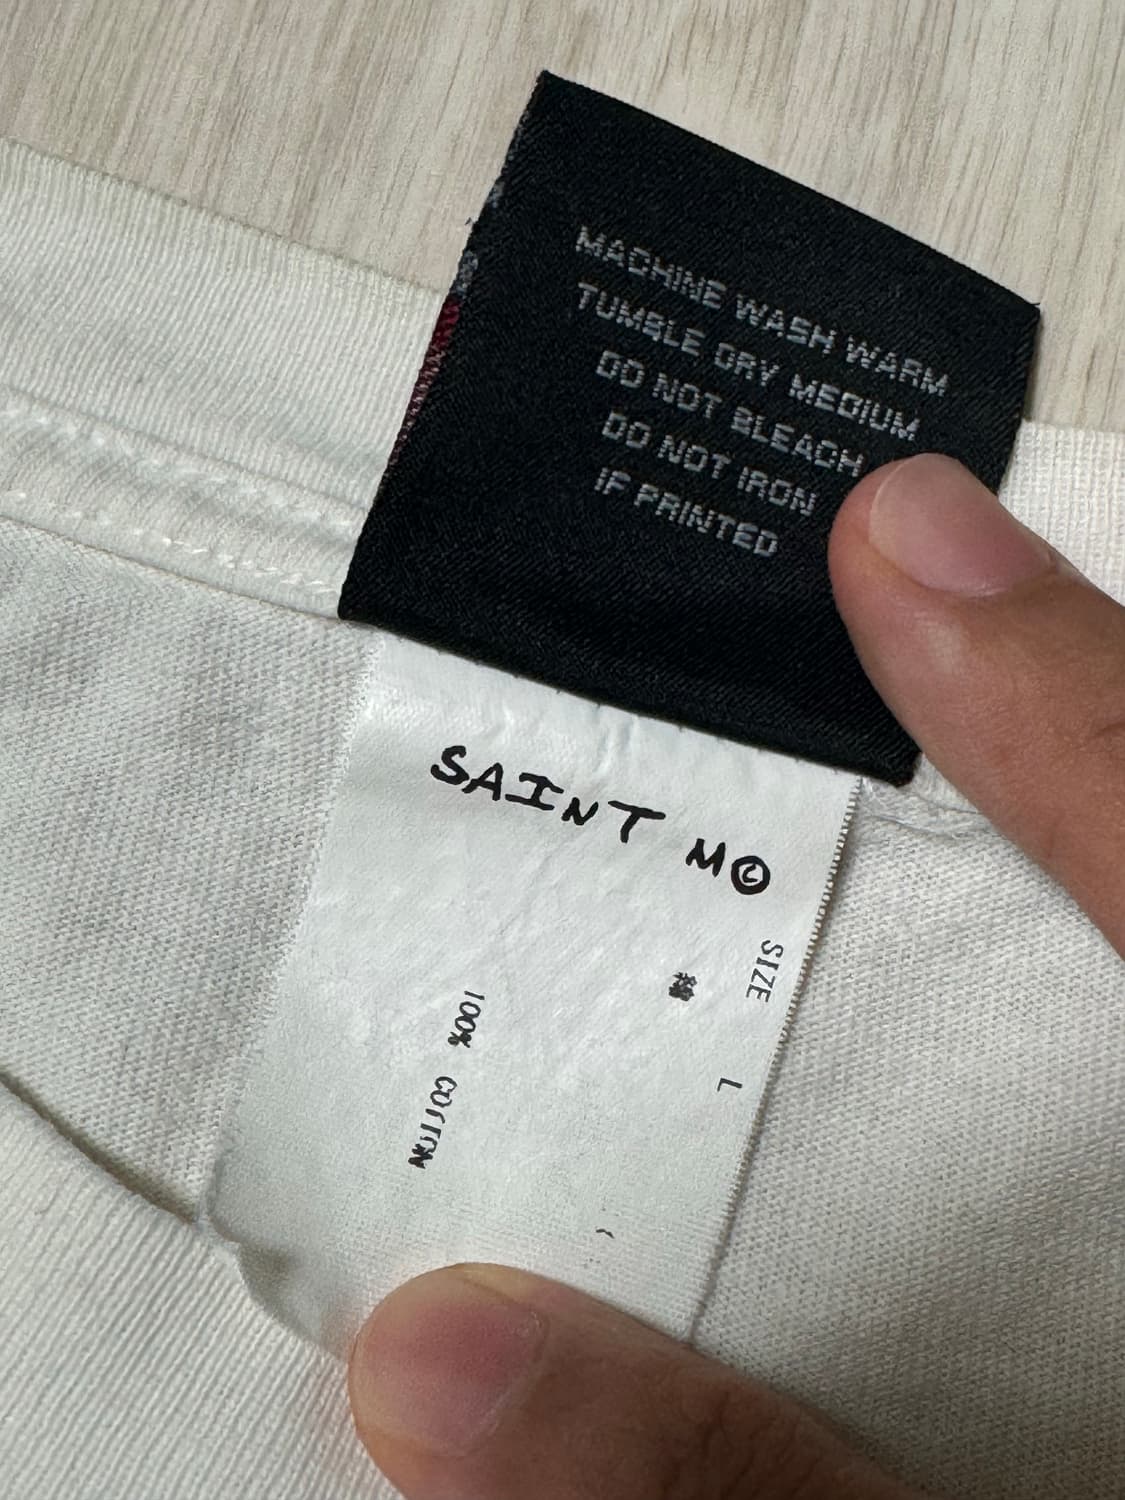 MACHINE WASH WARM
TUMBLE DRY MEDIUM
DO NOT BLEACH
DO NOT IRON
IF PRINTED
SAINT M©
SIZE L
100% COTTON